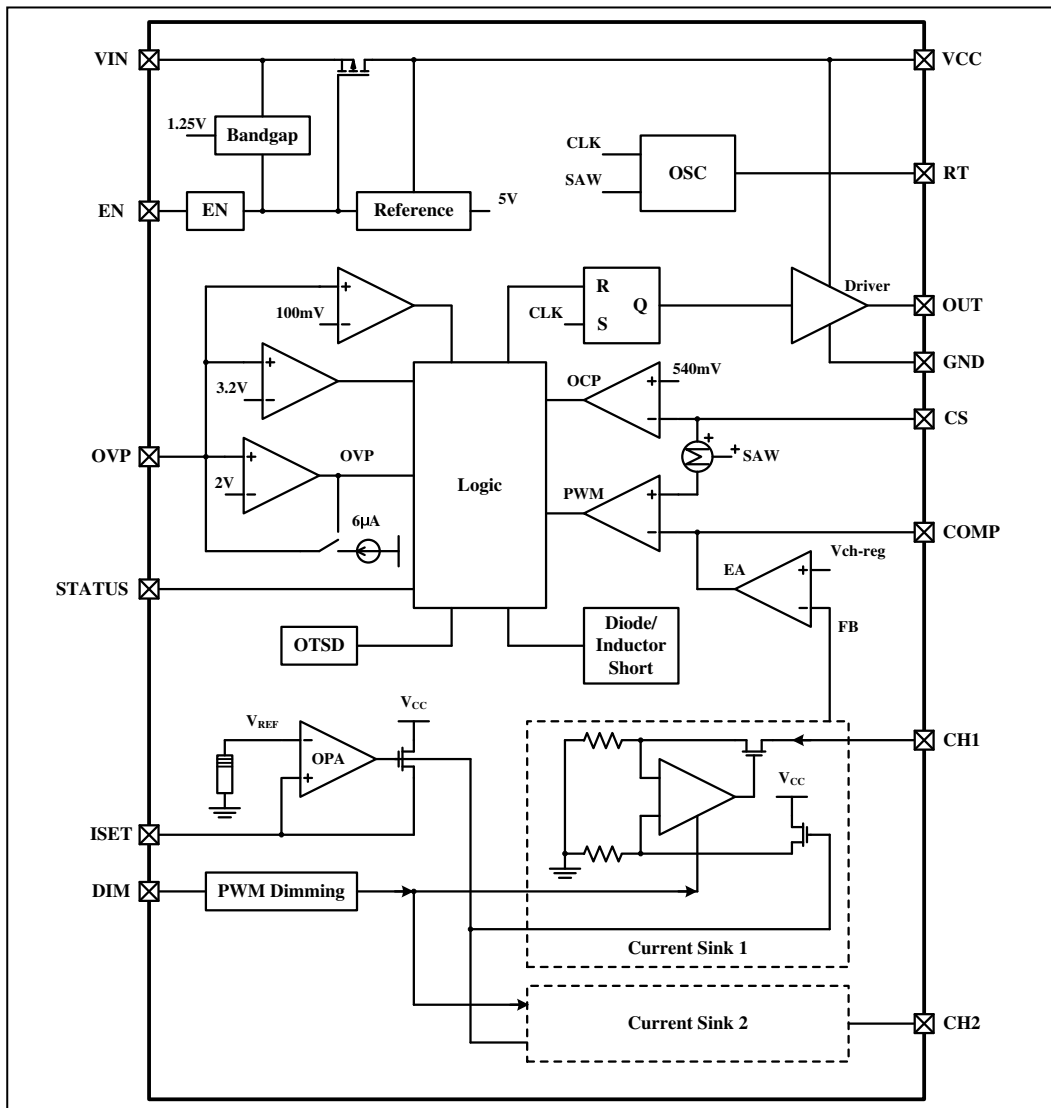 VIN
VCC
1.25V
Bandgap
CLK
OSC
SAW
RT
EN
EN
Reference
5V
100mV
+
−
R
S
Q
CLK
Driver
OUT
GND
3.2V
+
−
OCP
540mV
+
−
CS
OVP
OVP
2V
+
−
Logic
+
+
SAW
PWM
+
−
6µA
COMP
Vch-reg
EA
+
−
FB
STATUS
OTSD
Diode/
Inductor
Short
VCC
VREF
OPA
−
+
CH1
VCC
ISET
DIM
PWM Dimming
Current Sink 1
Current Sink 2
CH2